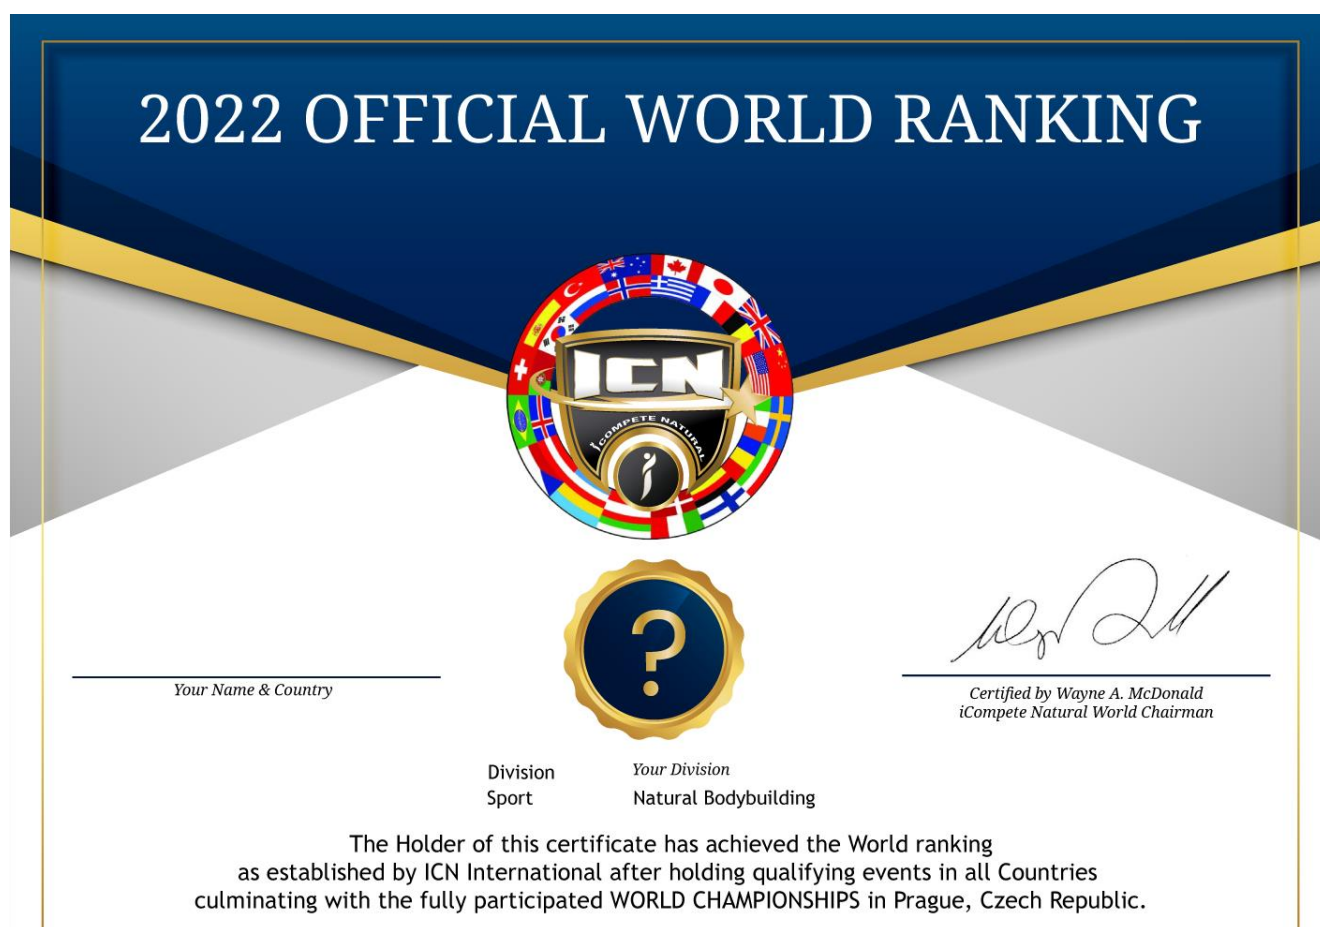 2022 OFFICIAL WORLD RANKING
ICN
iCOMPETE NATURAL
i
?
Your Name & Country
Certified by Wayne A. McDonald
iCompete Natural World Chairman
Division Your Division
Sport Natural Bodybuilding
The Holder of this certificate has achieved the World ranking
as established by ICN International after holding qualifying events in all Countries
culminating with the fully participated WORLD CHAMPIONSHIPS in Prague, Czech Republic.